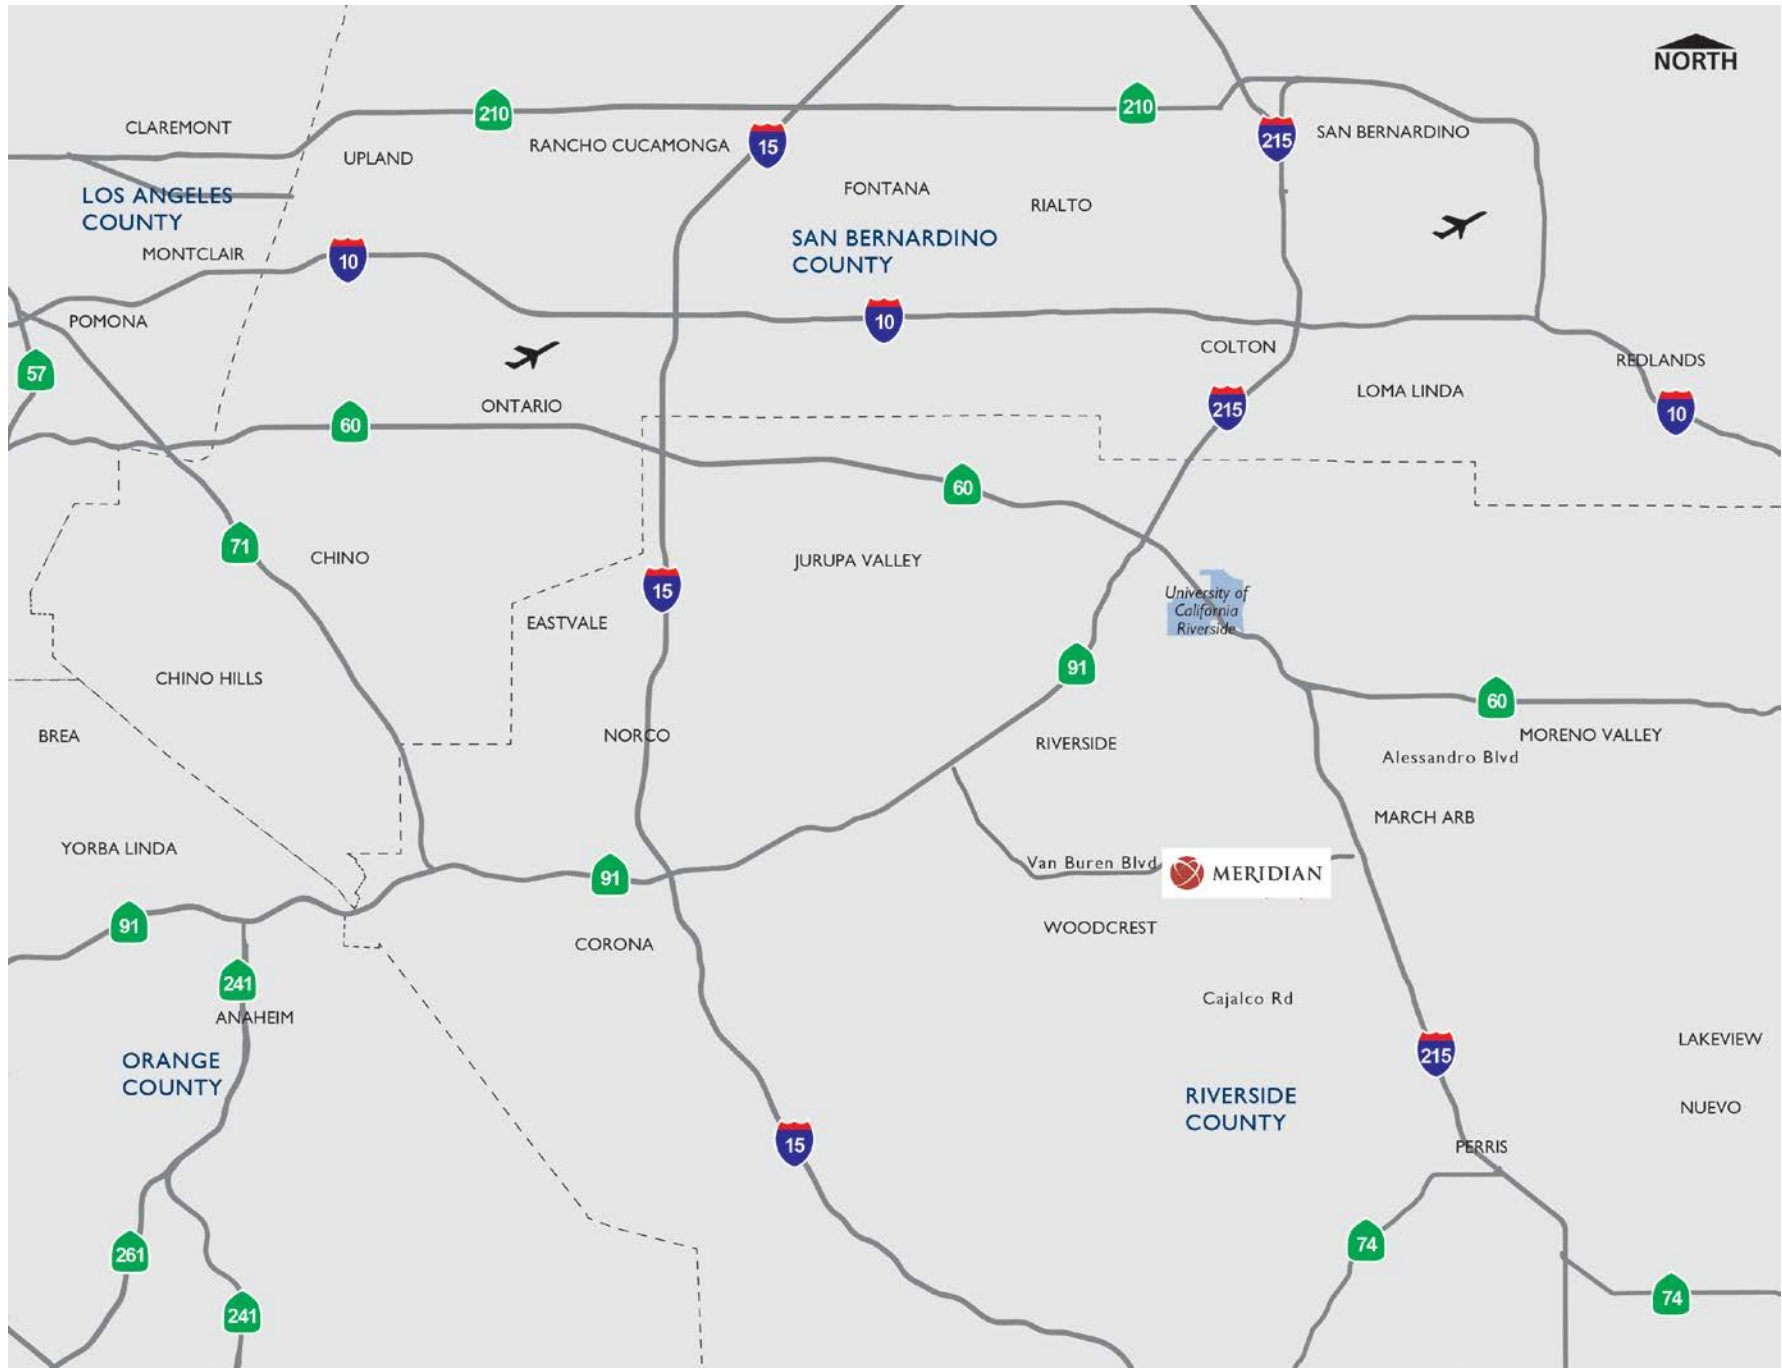 NORTH
210
210
CLAREMONT
15
215
SAN BERNARDINO
RANCHO CUCAMONGA
UPLAND
LOS ANGELES
COUNTY
FONTANA
RIALTO
SAN BERNARDINO
COUNTY
MONTCLAIR
10
POMONA
10
COLTON
REDLANDS
57
LOMA LINDA
ONTARIO
215
10
60
60
71
CHINO
JURUPA VALLEY
15
University of
California
Riverside
EASTVALE
91
CHINO HILLS
60
BREA
NORCO
RIVERSIDE
MORENO VALLEY
Alessandro Blvd
MARCH ARB
YORBA LINDA
Van Buren Blvd
MERIDIAN
91
91
WOODCREST
CORONA
241
Cajalco Rd
ANAHEIM
LAKEVIEW
ORANGE
COUNTY
215
RIVERSIDE
COUNTY
NUEVO
15
PERRIS
261
74
74
241